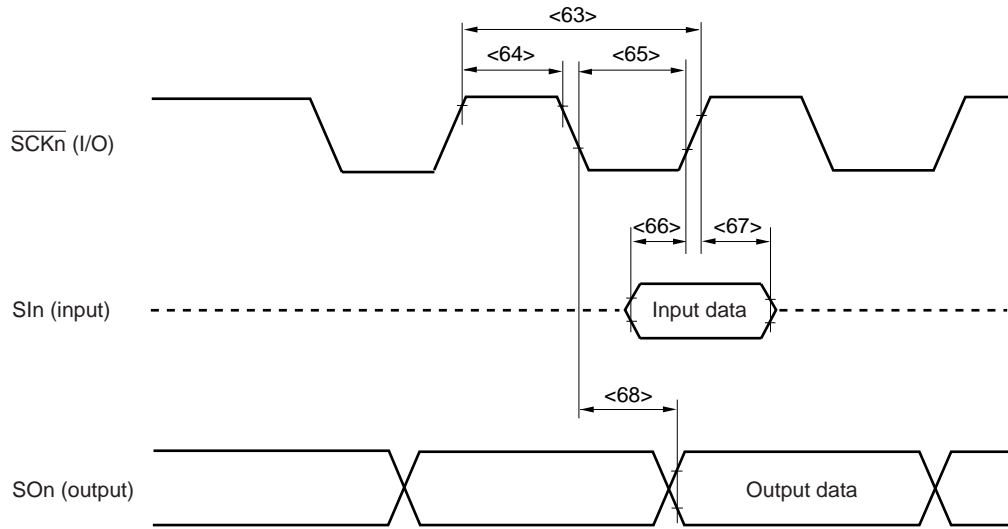 <63>
<64> <65>
SCKn (I/O)
<66> <67>
SIn (input) Input data
<68>
SOn (output) Output data